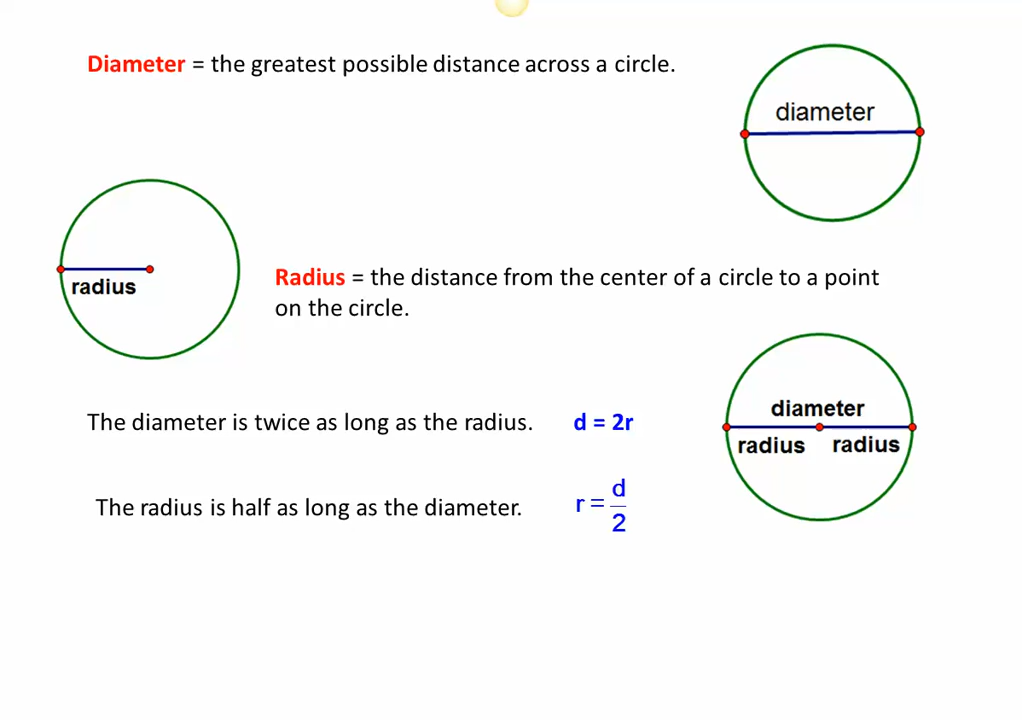 Diameter = the greatest possible distance across a circle.
diameter
radius
Radius = the distance from the center of a circle to a point
on the circle.
The diameter is twice as long as the radius. d = 2r
diameter
radius radius
The radius is half as long as the diameter. r = d/2